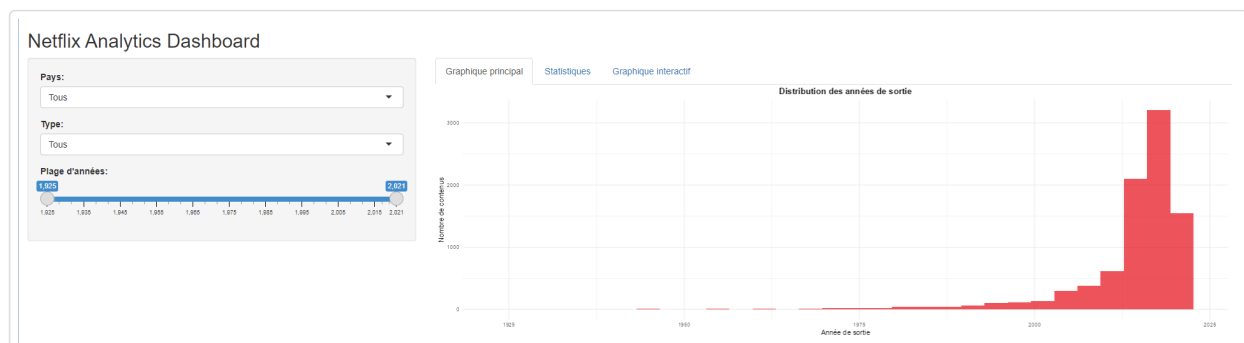 Netflix Analytics Dashboard
Pays:
Tous
Type:
Tous
Plage d'années:
1,925 2,021
1,925 1,935 1,945 1,955 1,965 1,975 1,985 1,995 2,005 2,015 2,021
Graphique principal Statistiques Graphique interactif
Distribution des années de sortie
Nombre de contenus
3000
2000
1000
0
1925 1950 1975 2000 2025
Année de sortie